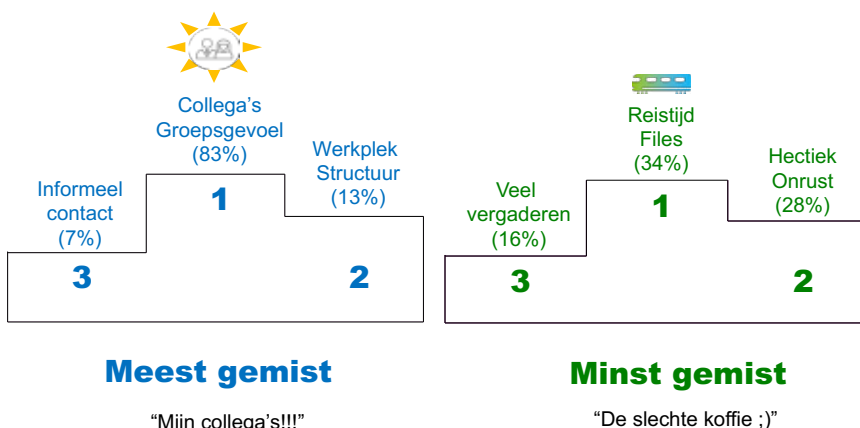 Collega’s
Groepsgevoel
(83%)
Werkplek
Structuur
(13%)
Informeel
contact
(7%)
1
2
3
Meest gemist
“Mijn collega’s!!!”
Reistijd
Files
(34%)
Hectiek
Onrust
(28%)
Veel
vergaderen
(16%)
1
2
3
Minst gemist
“De slechte koffie ;)”